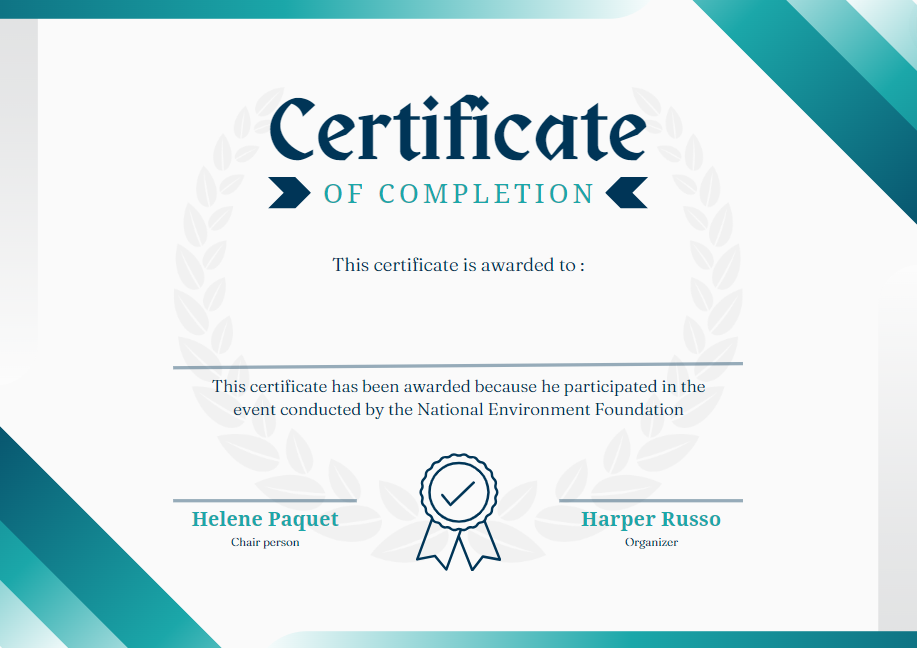 Certificate
OF COMPLETION
This certificate is awarded to :
This certificate has been awarded because he participated in the
event conducted by the National Environment Foundation
Helene Paquet
Harper Russo
Chair person
Organizer